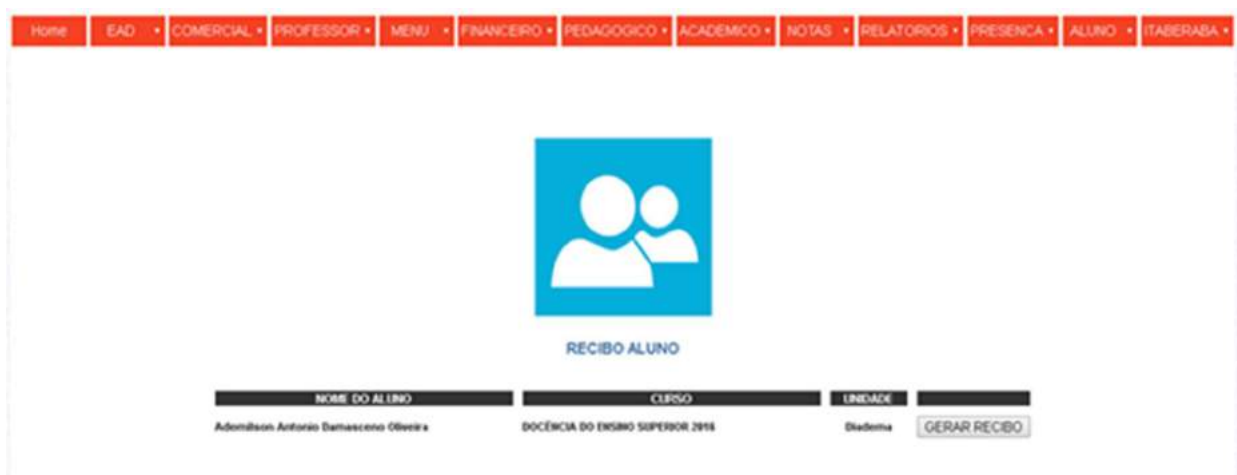 Home EAD COMERCIAL PROFESSOR MENU FINANCEIRO PEDAGOGICO ACADEMICO NOTAS RELATORIOS PRESENCA ALUNO ITABERABA
RECIBO ALUNO
NOME DO ALUNO CURSO UNIDADE
Ademilson Antonio Damasceno Oliveira DOCÊNCIA DO ENSINO SUPERIOR 2016 Diadema GERAR RECIBO